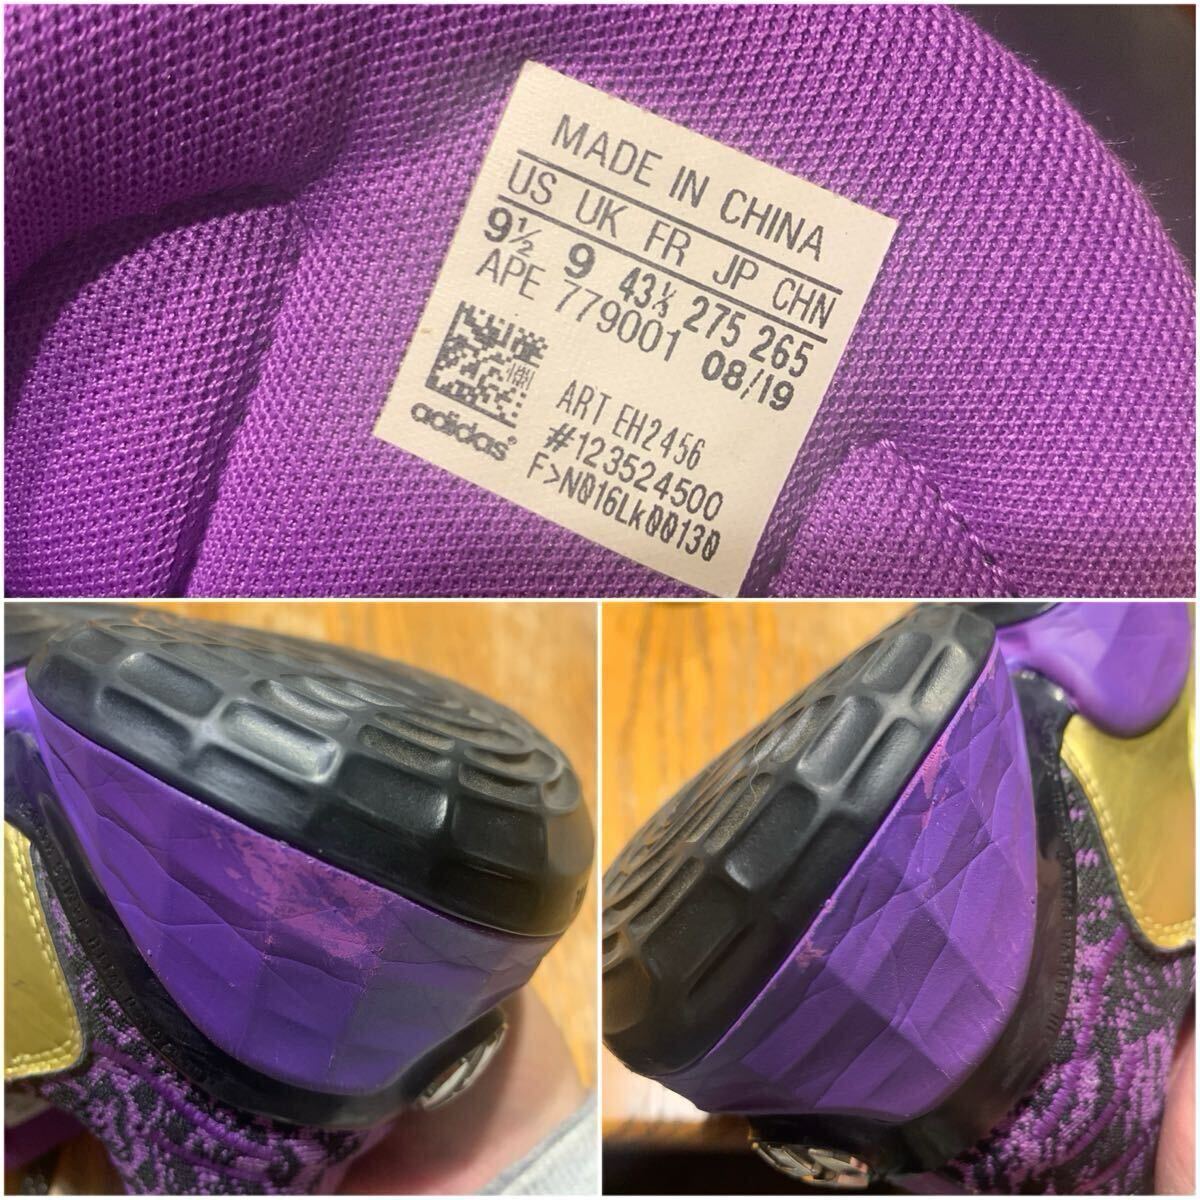 MADE IN CHINA
US UK FR JP CHN
9½ 9 43⅓ 275 265
APE 779001 08/19
ART EH2456
#123524500
F>N016Lk00130
adidas